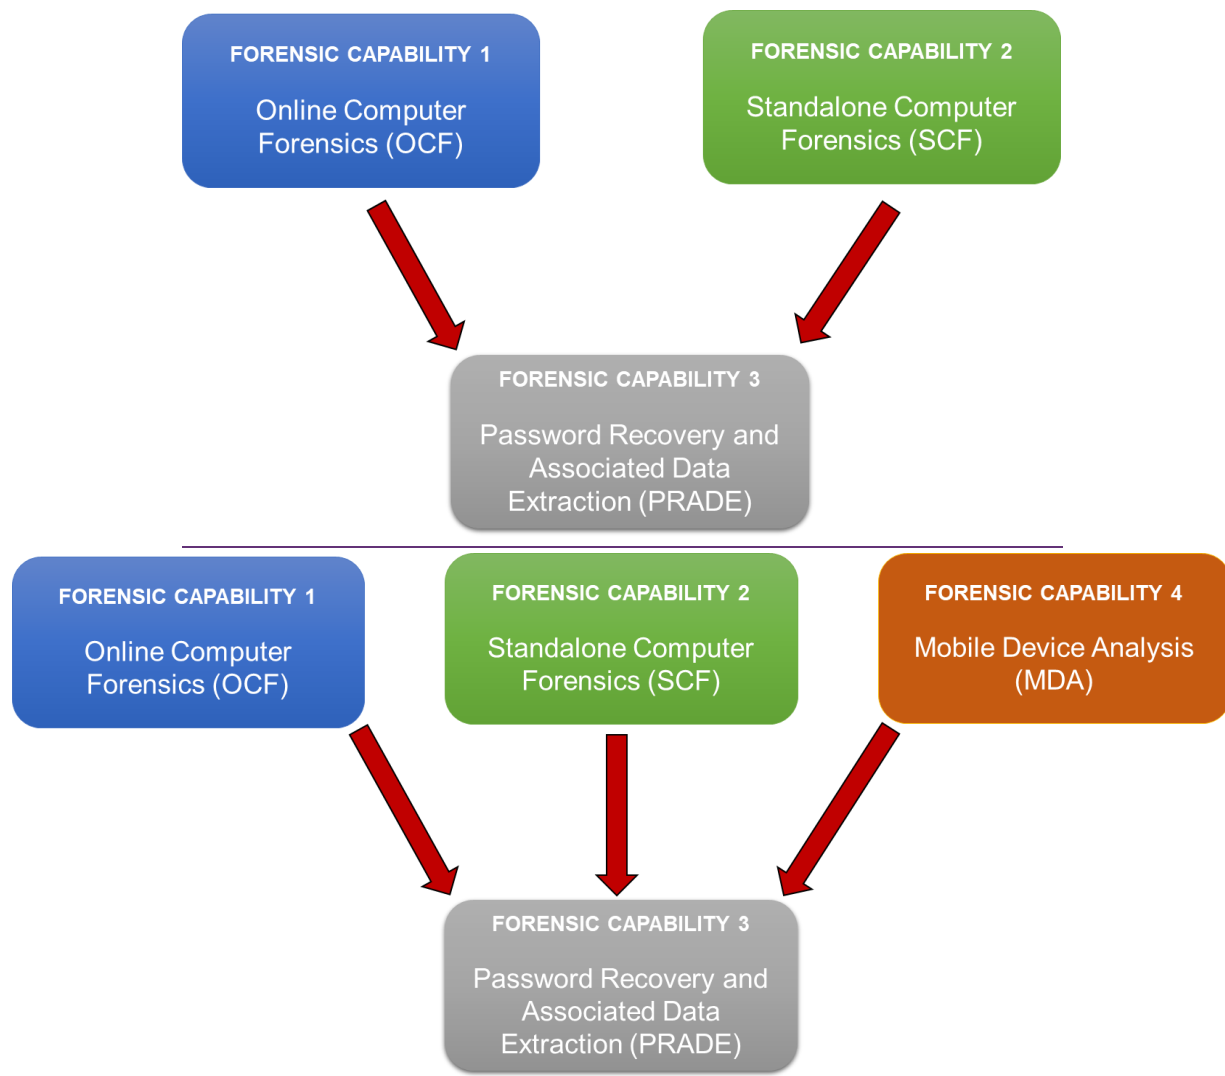 FORENSIC CAPABILITY 1
Online Computer
Forensics (OCF)
FORENSIC CAPABILITY 2
Standalone Computer
Forensics (SCF)
FORENSIC CAPABILITY 3
Password Recovery and
Associated Data
Extraction (PRADE)
FORENSIC CAPABILITY 1
Online Computer
Forensics (OCF)
FORENSIC CAPABILITY 2
Standalone Computer
Forensics (SCF)
FORENSIC CAPABILITY 4
Mobile Device Analysis
(MDA)
FORENSIC CAPABILITY 3
Password Recovery and
Associated Data
Extraction (PRADE)